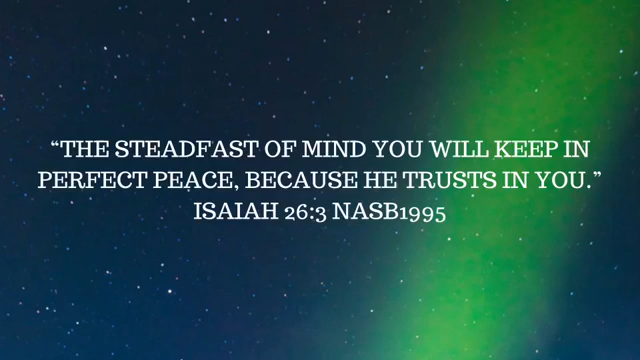 “THE STEADFAST OF MIND YOU WILL KEEP IN
PERFECT PEACE, BECAUSE HE TRUSTS IN YOU.”
ISAIAH 26:3 NASB1995